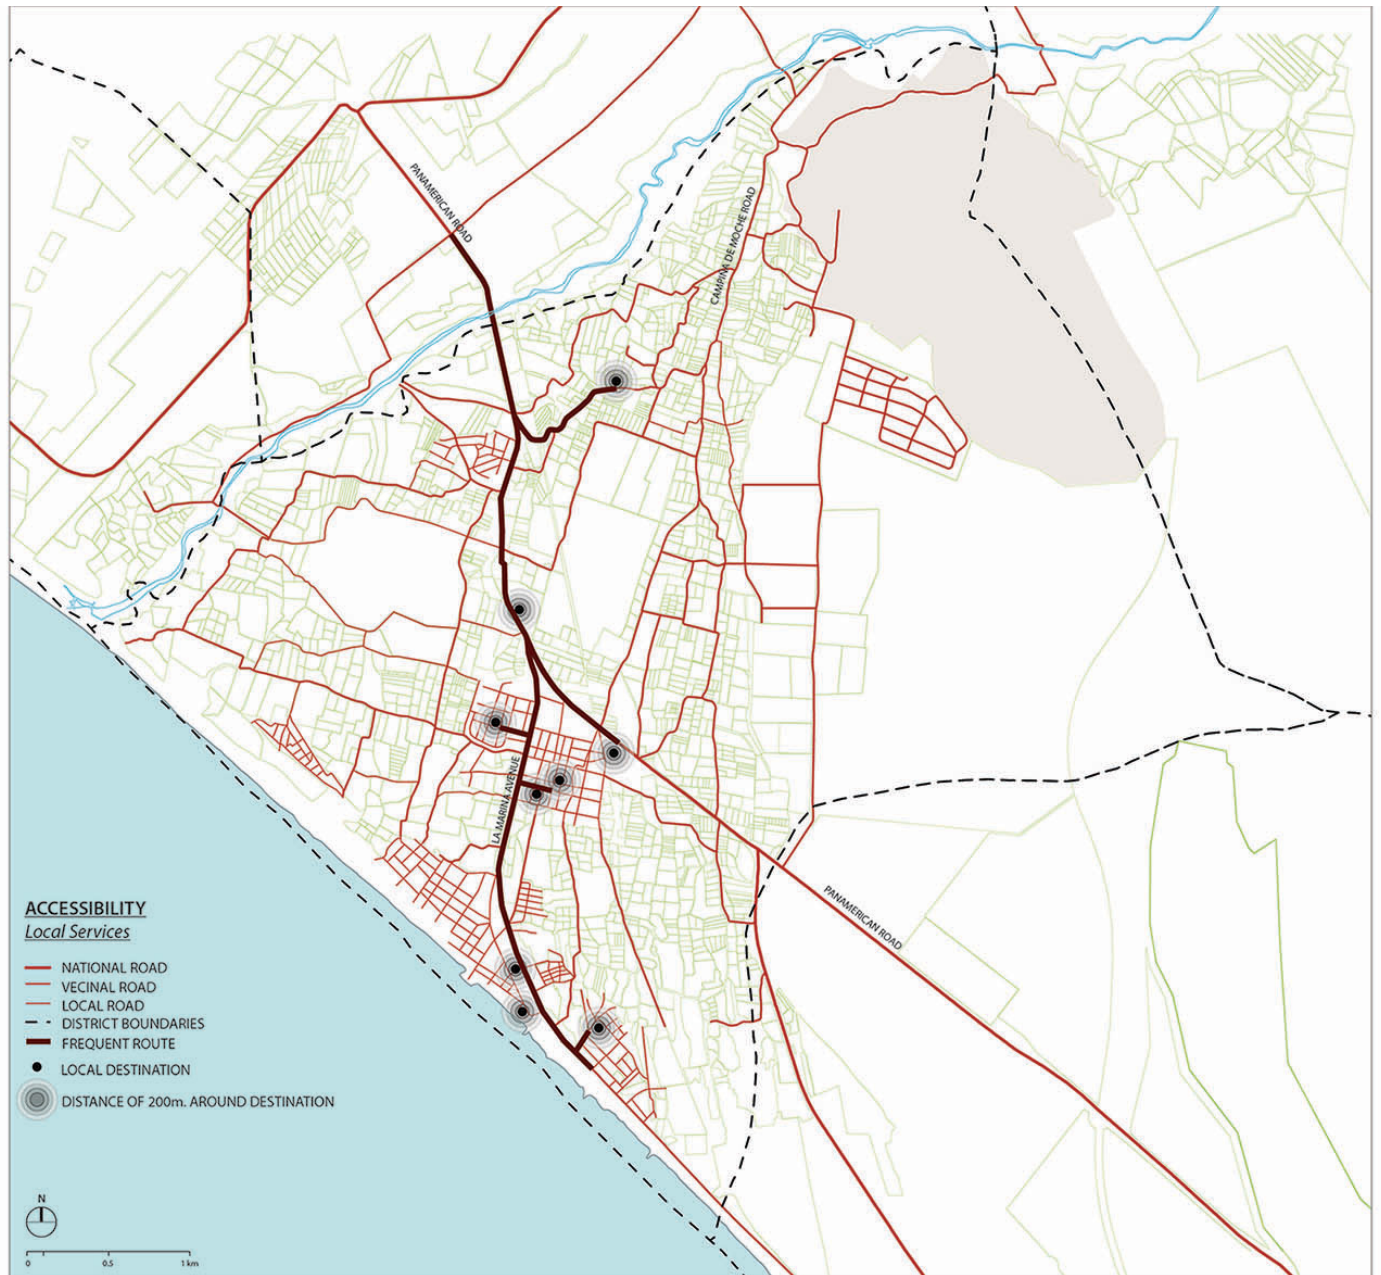 PANAMERICAN ROAD
CAMPINA DE MOCHE ROAD
LA MARINA AVENUE
PANAMERICAN ROAD
ACCESSIBILITY
Local Services
NATIONAL ROAD
VECINAL ROAD
LOCAL ROAD
DISTRICT BOUNDARIES
FREQUENT ROUTE
LOCAL DESTINATION
DISTANCE OF 200m. AROUND DESTINATION
N
0 0.5 1 km